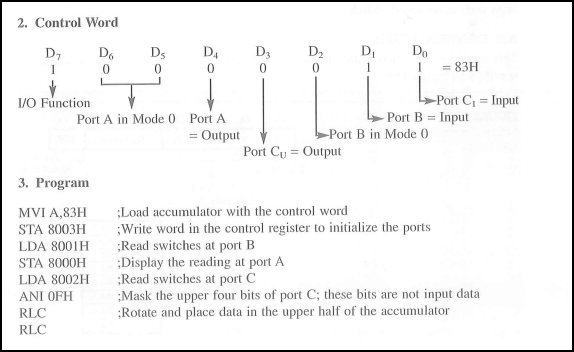 2. Control Word
D7 D6 D5 D4 D3 D2 D1 D0
1 0 0 0 0 0 1 1 = 83H
I/O Function
Port A in Mode 0
Port A
= Output
Port CU = Output
Port B in Mode 0
Port B = Input
Port C1 = Input
3. Program
MVI A,83H ;Load accumulator with the control word
STA 8003H ;Write word in the control register to initialize the ports
LDA 8001H ;Read switches at port B
STA 8000H ;Display the reading at port A
LDA 8002H ;Read switches at port C
ANI 0FH ;Mask the upper four bits of port C; these bits are not input data
RLC ;Rotate and place data in the upper half of the accumulator
RLC